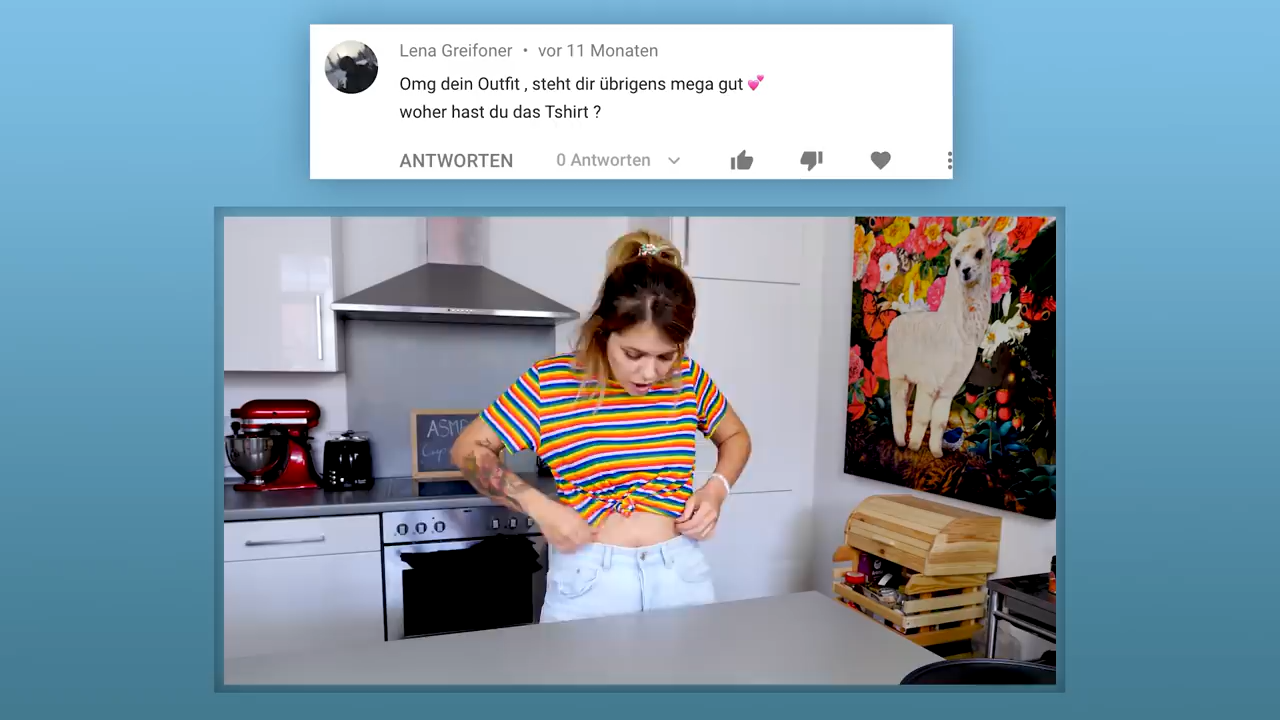 Lena Greifoner • vor 11 Monaten
Omg dein Outfit , steht dir übrigens mega gut 💕
woher hast du das Tshirt ?
ANTWORTEN 0 Antworten
ASMR